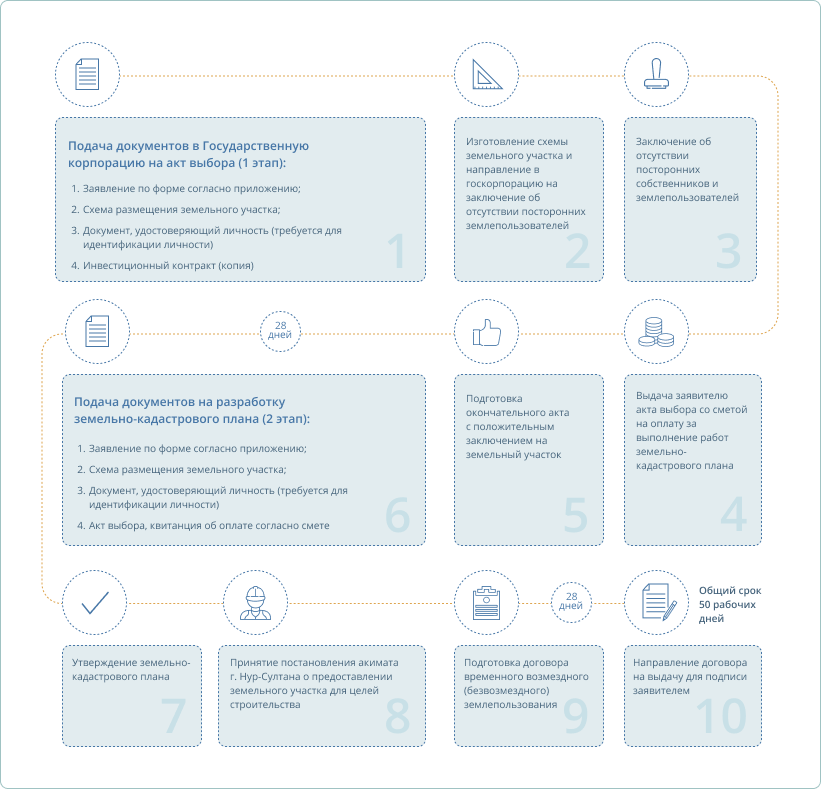 Подача документов в Государственную
корпорацию на акт выбора (1 этап):
1. Заявление по форме согласно приложению;
2. Схема размещения земельного участка;
3. Документ, удостоверяющий личность (требуется для
идентификации личности)
4. Инвестиционный контракт (копия)
1
Изготовление схемы
земельного участка и
направление в
госкорпорацию на
заключение об
отсутствии посторонних
землепользователей
2
Заключение об
отсутствии
посторонних
собственников и
землепользователей
3
Выдача заявителю
акта выбора со сметой
на оплату за
выполнение работ
земельно-
кадастрового плана
4
Подготовка
окончательного акта
с положительным
заключением на
земельный участок
5
28
дней
Подача документов на разработку
земельно-кадастрового плана (2 этап):
1. Заявление по форме согласно приложению;
2. Схема размещения земельного участка;
3. Документ, удостоверяющий личность (требуется для
идентификации личности)
4. Акт выбора, квитанция об оплате согласно смете
6
Утверждение земельно-
кадастрового плана
7
Принятие постановления акимата
г. Нур-Султана о предоставлении
земельного участка для целей
строительства
8
Подготовка договора
временного возмездного
(безвозмездного)
землепользования
9
28
дней
Направление договора
на выдачу для подписи
заявителем
10
Общий срок
50 рабочих
дней